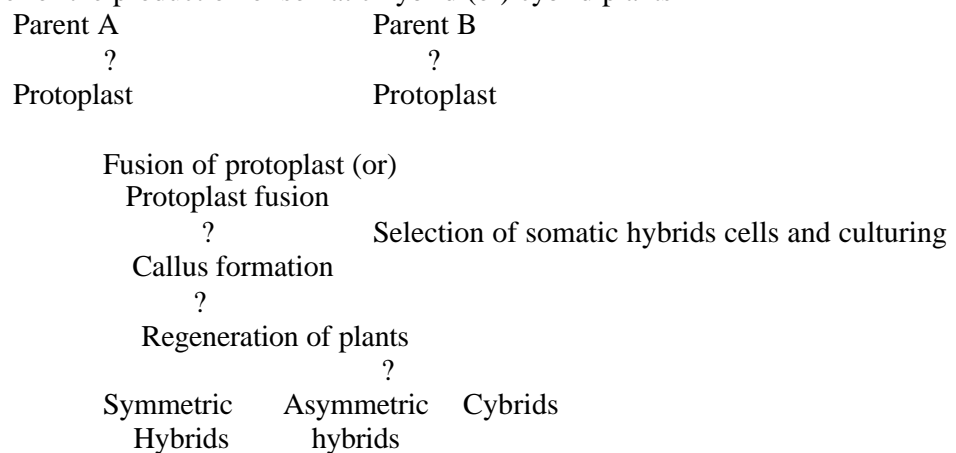 Parent A Parent B
? ?
Protoplast Protoplast
Fusion of protoplast (or)
Protoplast fusion
? Selection of somatic hybrids cells and culturing
Callus formation
?
Regeneration of plants
?
Symmetric Asymmetric Cybrids
Hybrids hybrids